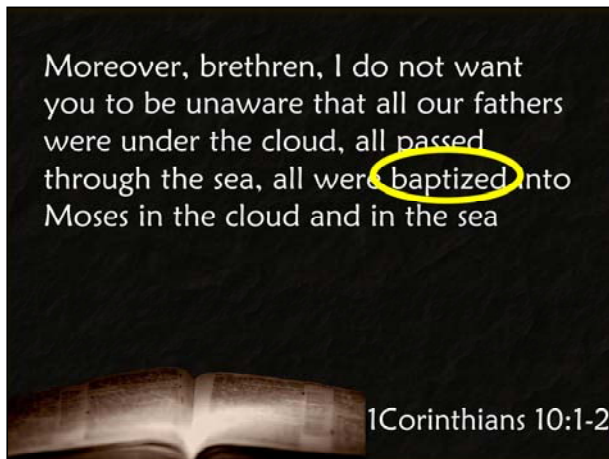 Moreover, brethren, I do not want
you to be unaware that all our fathers
were under the cloud, all passed
through the sea, all were baptized into
Moses in the cloud and in the sea
1Corinthians 10:1-2